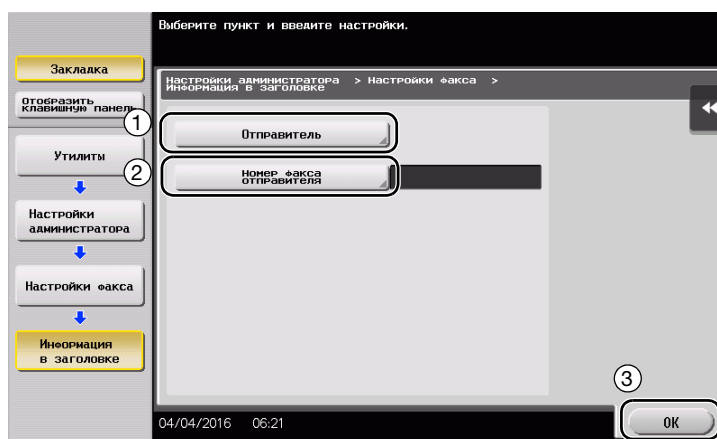 Выберите пункт и введите настройки.
Закладка
Отобразить
клавишную панель
Утилиты
Настройки
администратора
Настройки факса
Информация
в заголовке
Настройки администратора > Настройки факса >
Информация в заголовке
1
Отправитель
2
Номер факса
отправителя
3
OK
04/04/2016 06:21